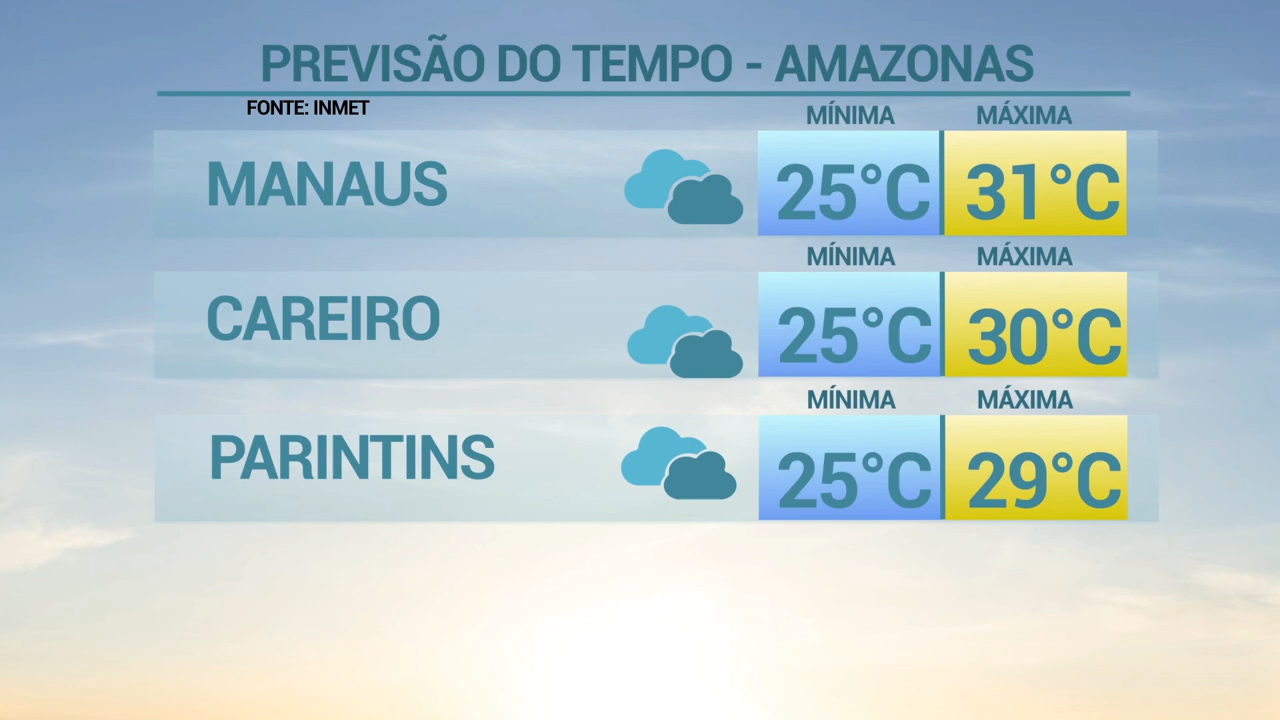 PREVISÃO DO TEMPO - AMAZONAS
FONTE: INMET
MÍNIMA MÁXIMA
MANAUS 25°C 31°C
MÍNIMA MÁXIMA
CAREIRO 25°C 30°C
MÍNIMA MÁXIMA
PARINTINS 25°C 29°C